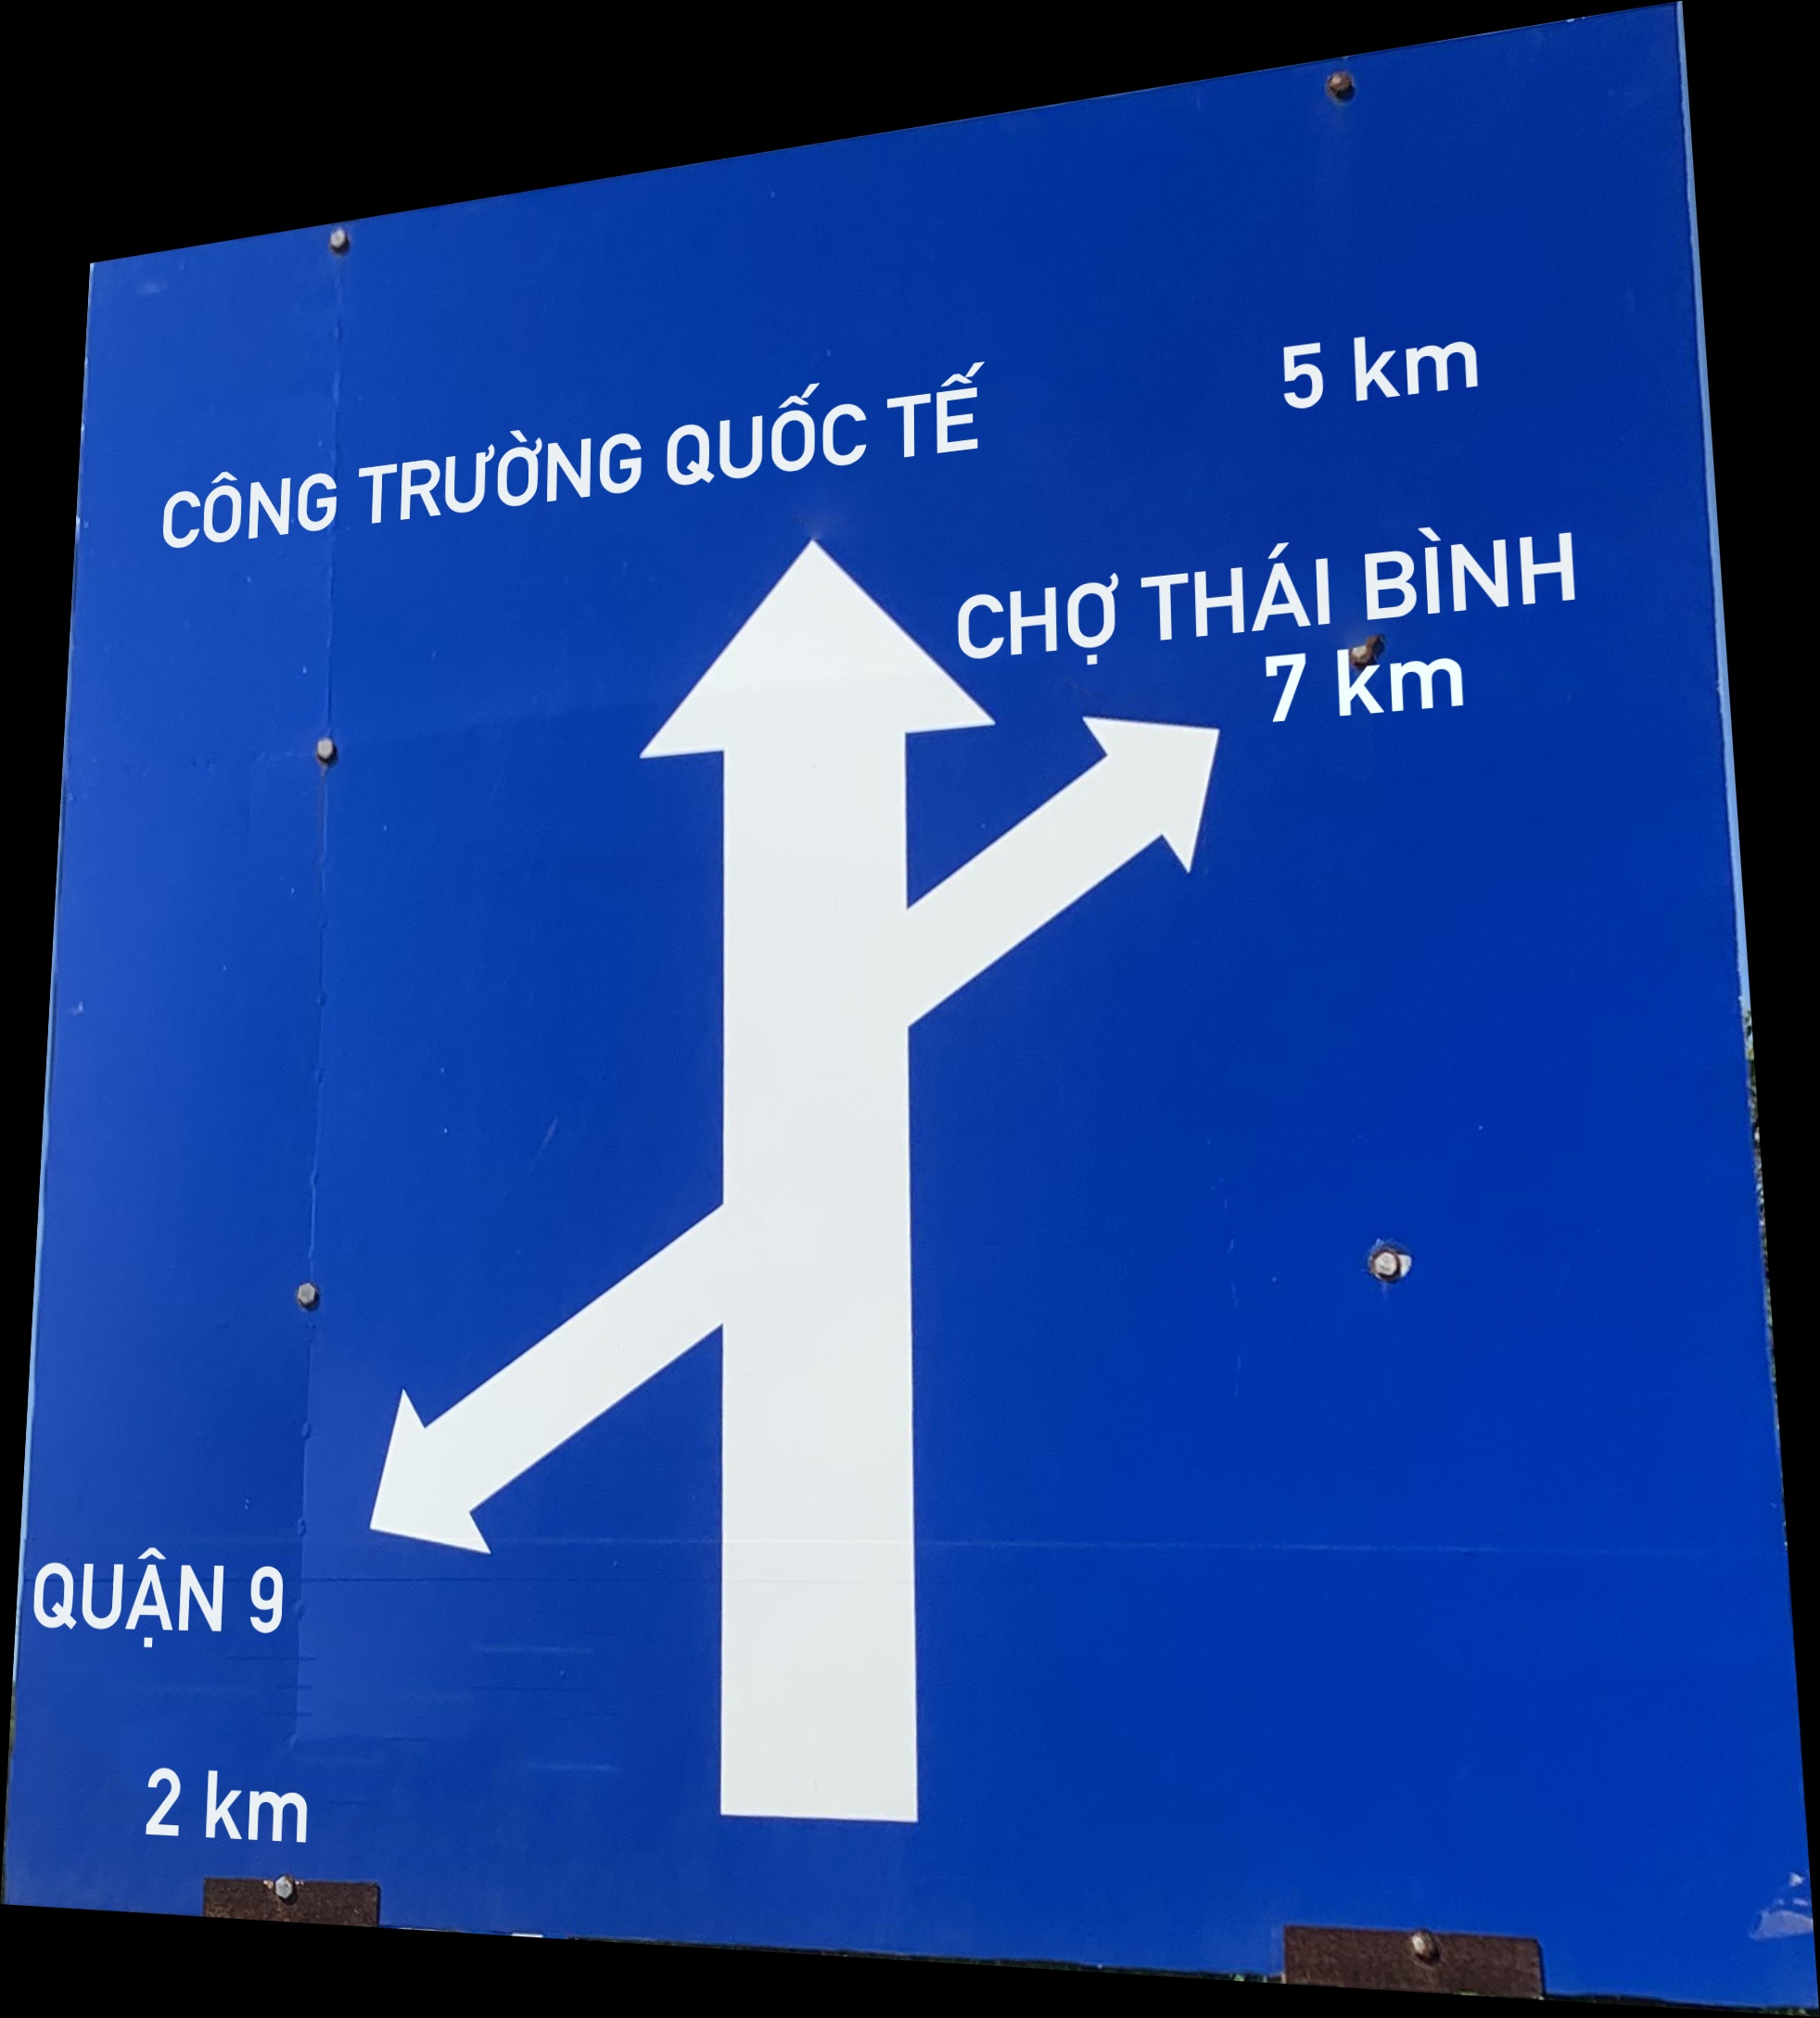 5 km
CÔNG TRƯỜNG QUỐC TẾ
CHỢ THÁI BÌNH
7 km
QUẬN 9
2 km